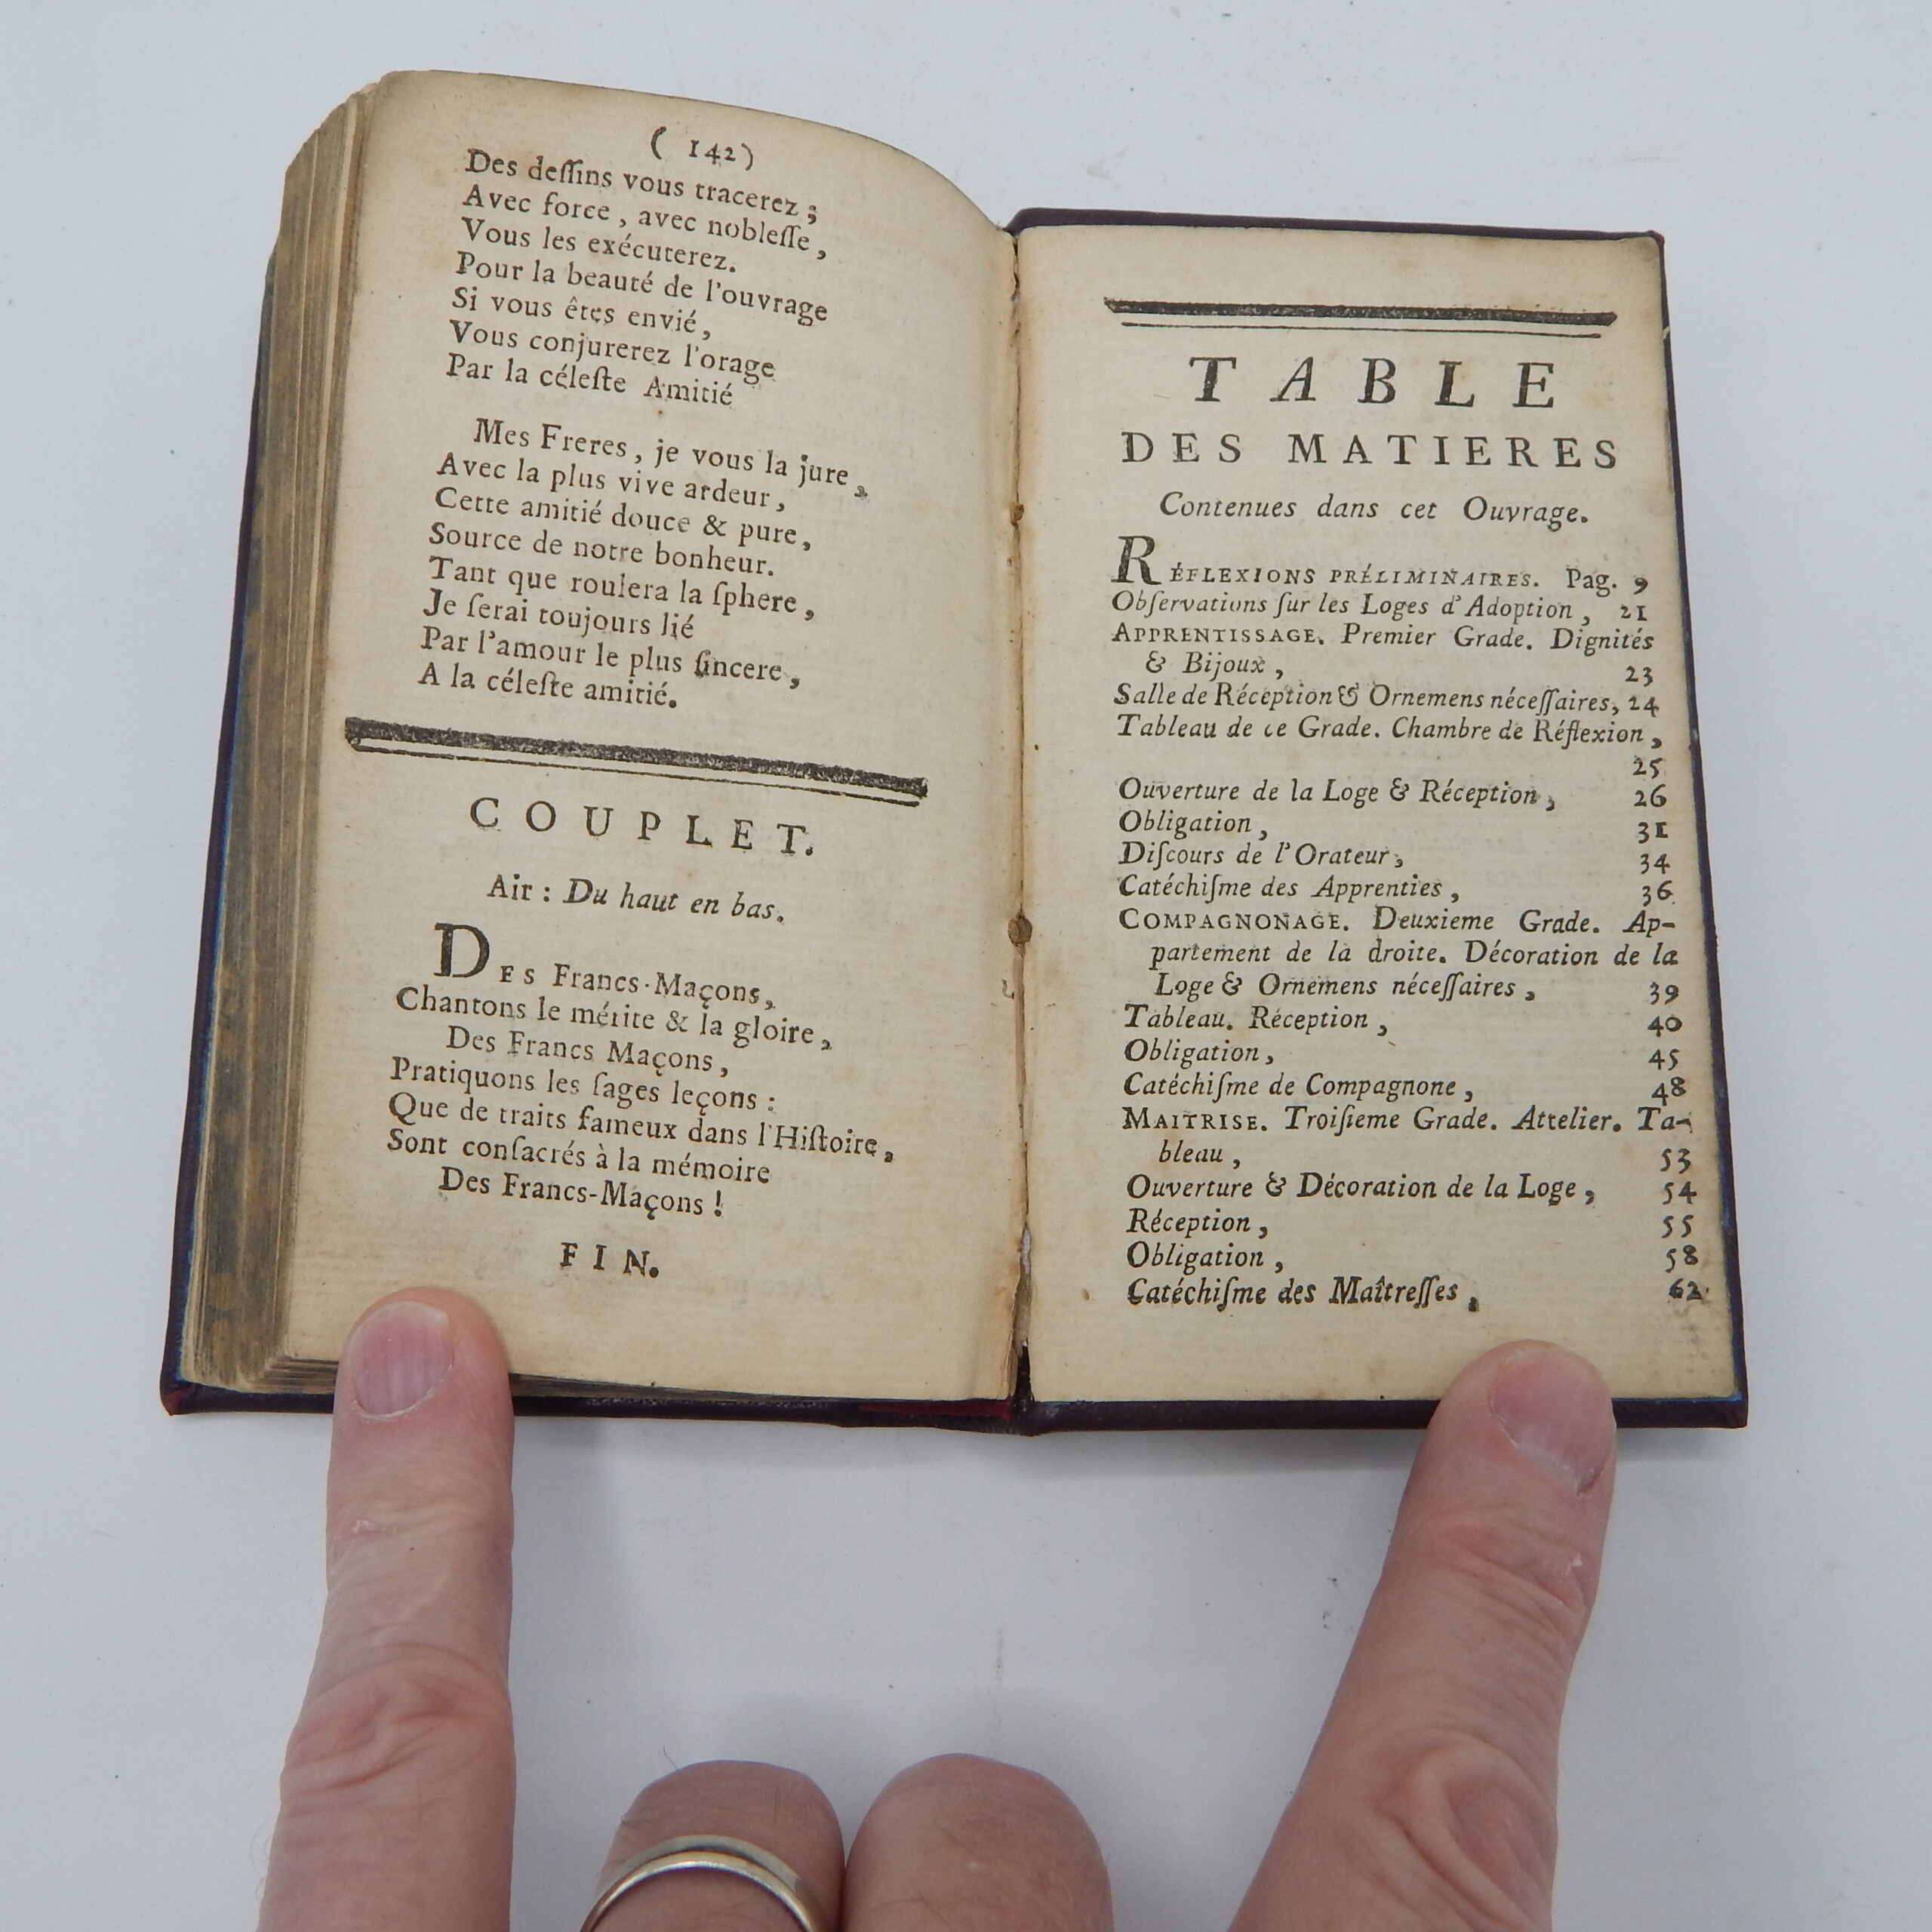 ( 142)
Des deſſins vous tracerez ;
Avec force , avec nobleſſe ,
Vous les exécuterez.
Pour la beauté de l'ouvrage
Si vous êtes envié ,
Vous conjurerez l'orage
Par la céleſte Amitié
Mes Freres , je vous la jure ,
Avec la plus vive ardeur ,
Cette amitié douce & pure ,
Source de notre bonheur.
Tant que roulera la ſphere ,
Je ſerai toujours lié
Par l'amour le plus ſincere ,
A la céleſte amitié.
COUPLET.
Air : Du haut en bas.
DES Francs-Maçons ,
Chantons le mérite & la gloire ,
Des Francs Maçons ,
Pratiquons les ſages leçons :
Que de traits fameux dans l'Hiſtoire ,
Sont conſacrés à la mémoire
Des Francs-Maçons !
FIN.
TABLE
DES MATIERES
Contenues dans cet Ouvrage.
RÉFLEXIONS PRÉLIMINAIRES. Pag. 9
Obſervations ſur les Loges d'Adoption , 21
APPRENTISSAGE. Premier Grade. Dignités
& Bijoux , 23
Salle de Réception & Ornemens néceſſaires , 24
Tableau de ce Grade. Chambre de Réflexion ,
25
Ouverture de la Loge & Réception , 26
Obligation , 31
Diſcours de l'Orateur , 34
Catéchiſme des Apprenties , 36
COMPAGNONAGE. Deuxieme Grade. Ap-
partement de la droite. Décoration de la
Loge & Ornemens néceſſaires , 39
Tableau. Réception , 40
Obligation , 45
Catéchiſme de Compagnone , 48
MAITRISE. Troiſieme Grade. Attelier. Ta-
bleau , 53
Ouverture & Décoration de la Loge , 54
Réception , 55
Obligation , 58
Catéchiſme des Maîtreſſes , 62